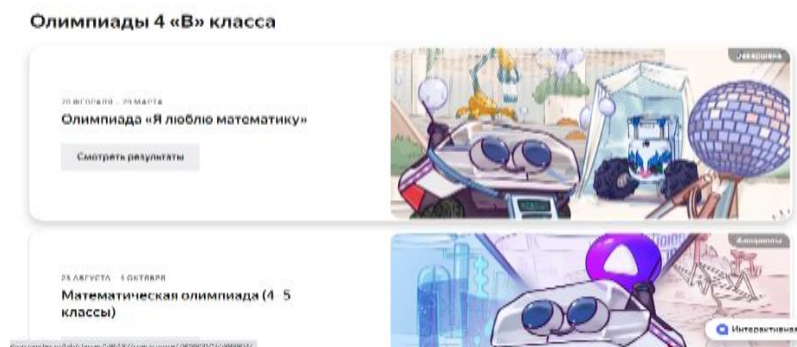 Олимпиады 4 «В» класса
Завершена
20 ФЕВРАЛЯ – 29 МАРТА
Олимпиада «Я люблю математику»
Смотреть результаты
Завершена
1 ОКТЯБРЯ
АВГУСТА
Математическая олимпиада (4 5
классы)
Интерактивная